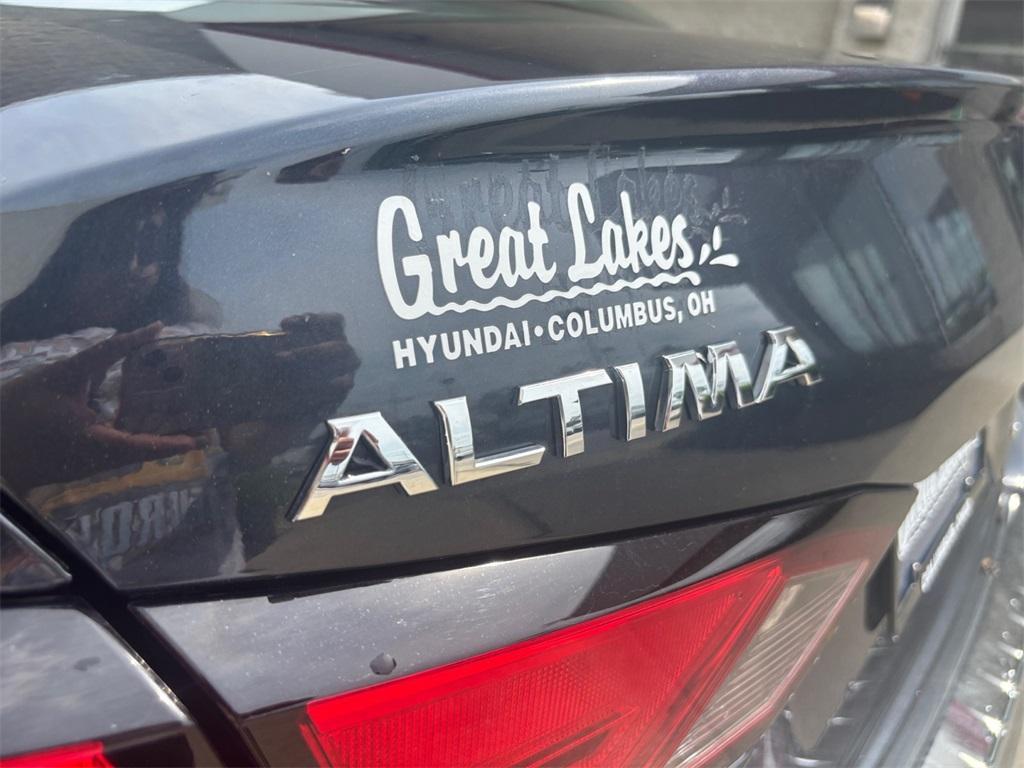 Great Lakes
HYUNDAI•COLUMBUS, OH
ALTIMA